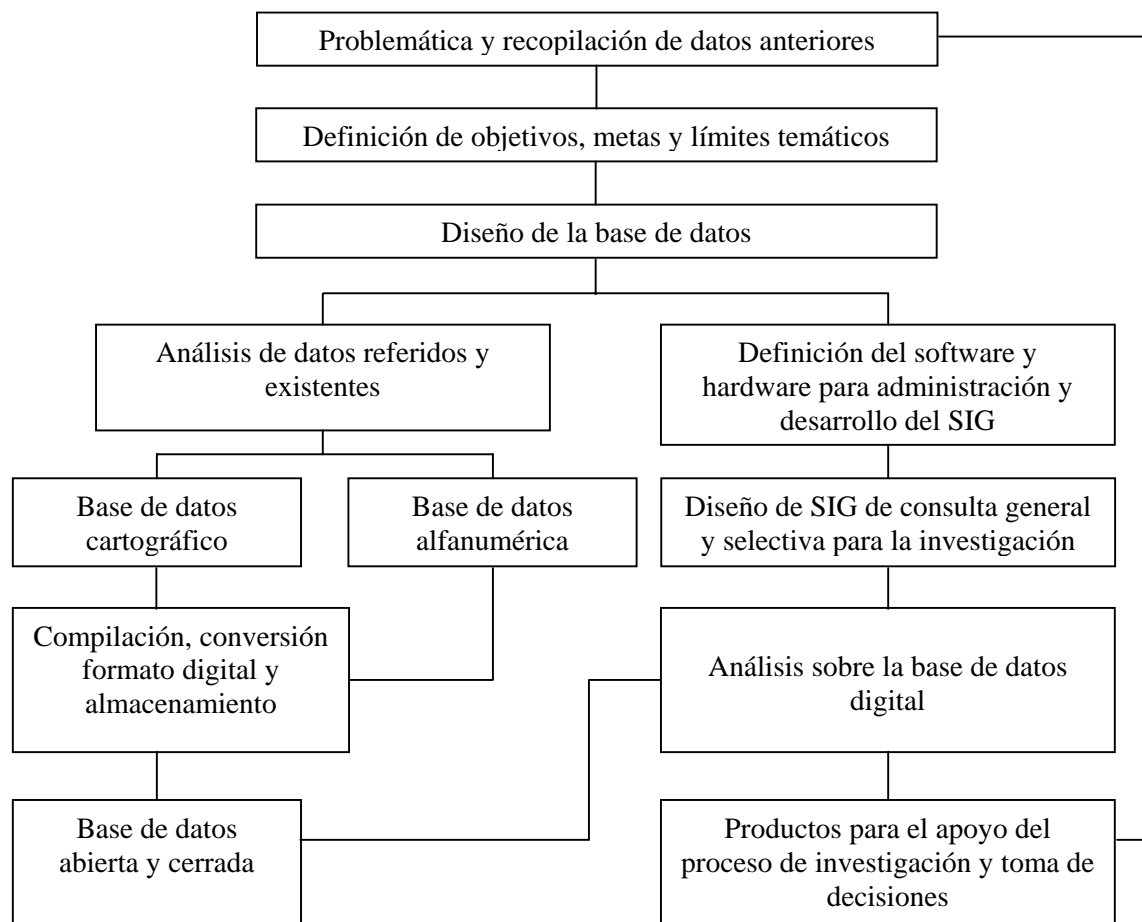 Problemática y recopilación de datos anteriores
Definición de objetivos, metas y límites temáticos
Diseño de la base de datos
Análisis de datos referidos y
existentes
Definición del software y
hardware para administración y
desarrollo del SIG
Base de datos
cartográfico
Base de datos
alfanumérica
Diseño de SIG de consulta general
y selectiva para la investigación
Compilación, conversión
formato digital y
almacenamiento
Análisis sobre la base de datos
digital
Base de datos
abierta y cerrada
Productos para el apoyo del
proceso de investigación y toma de
decisiones